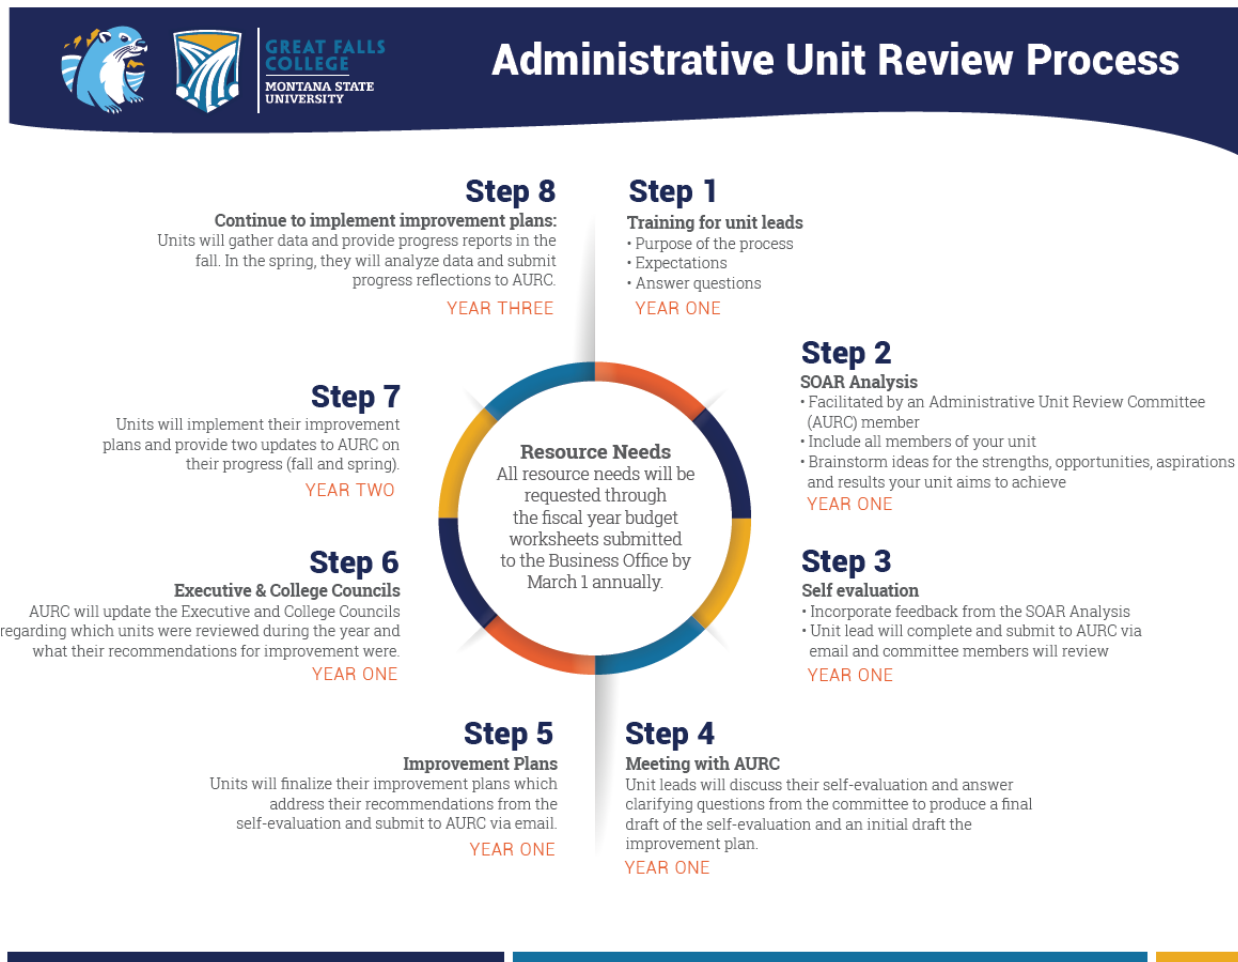 GREAT FALLS
COLLEGE
MONTANA STATE
UNIVERSITY
Administrative Unit Review Process
Step 1
Training for unit leads
• Purpose of the process
• Expectations
• Answer questions
YEAR ONE
Step 2
SOAR Analysis
• Facilitated by an Administrative Unit Review Committee
(AURC) member
• Include all members of your unit
• Brainstorm ideas for the strengths, opportunities, aspirations
and results your unit aims to achieve
YEAR ONE
Step 3
Self evaluation
• Incorporate feedback from the SOAR Analysis
• Unit lead will complete and submit to AURC via
email and committee members will review
YEAR ONE
Step 4
Meeting with AURC
Unit leads will discuss their self-evaluation and answer
clarifying questions from the committee to produce a final
draft of the self-evaluation and an initial draft the
improvement plan.
YEAR ONE
Step 5
Improvement Plans
Units will finalize their improvement plans which
address their recommendations from the
self-evaluation and submit to AURC via email.
YEAR ONE
Step 6
Executive & College Councils
AURC will update the Executive and College Councils
regarding which units were reviewed during the year and
what their recommendations for improvement were.
YEAR ONE
Step 7
Units will implement their improvement
plans and provide two updates to AURC on
their progress (fall and spring).
YEAR TWO
Step 8
Continue to implement improvement plans:
Units will gather data and provide progress reports in the
fall. In the spring, they will analyze data and submit
progress reflections to AURC.
YEAR THREE
Resource Needs
All resource needs will be
requested through
the fiscal year budget
worksheets submitted
to the Business Office by
March 1 annually.